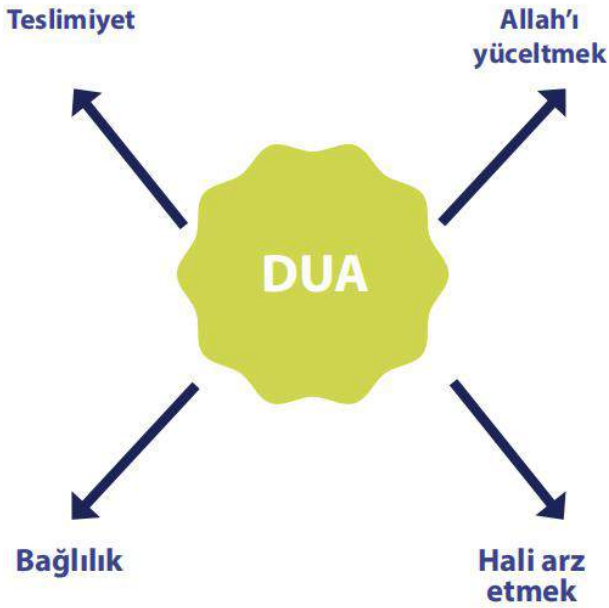 Teslimiyet
Allah'ı
yüceltmek
DUA
Bağlılık
Hali arz
etmek